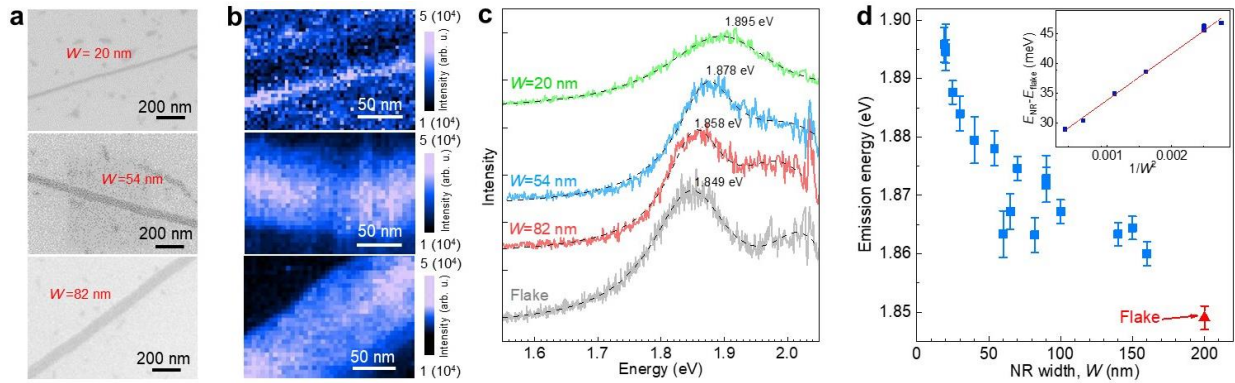 a
W= 20 nm
200 nm
W=54 nm
200 nm
W=82 nm
200 nm
b
5 (10⁴)
Intensity (arb. u.)
1 (10⁴)
50 nm
5 (10⁴)
Intensity (arb. u.)
1 (10⁴)
50 nm
5 (10⁴)
Intensity (arb. u.)
1 (10⁴)
50 nm
c
1.895 eV
W=20 nm
1.878 eV
W=54 nm
1.858 eV
W=82 nm
1.849 eV
Flake
Intensity
1.6 1.7 1.8 1.9 2.0
Energy (eV)
d
1.90
1.89
1.88
1.87
1.86
1.85
Emission energy (eV)
45
35
30
E_NR-E_flake (meV)
0.001 0.002
1/W²
Flake
0 50 100 150 200
NR width, W (nm)